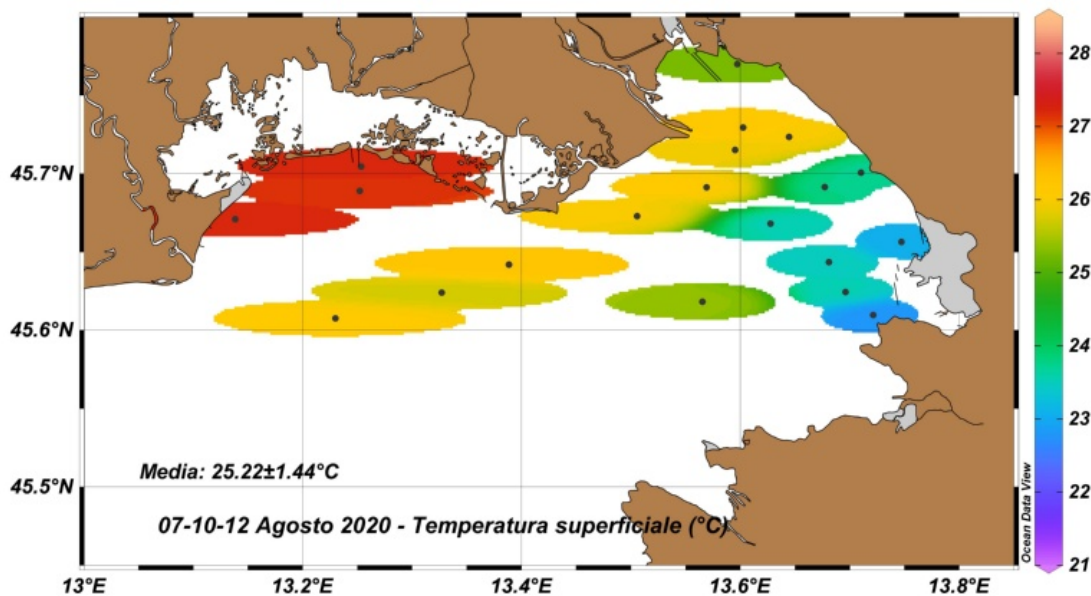 45.7°N
45.6°N
45.5°N
Media: 25.22±1.44°C
07-10-12 Agosto 2020 - Temperatura superficiale (°C)
13°E
13.2°E
13.4°E
13.6°E
13.8°E
Ocean Data View
28
27
26
25
24
23
22
21